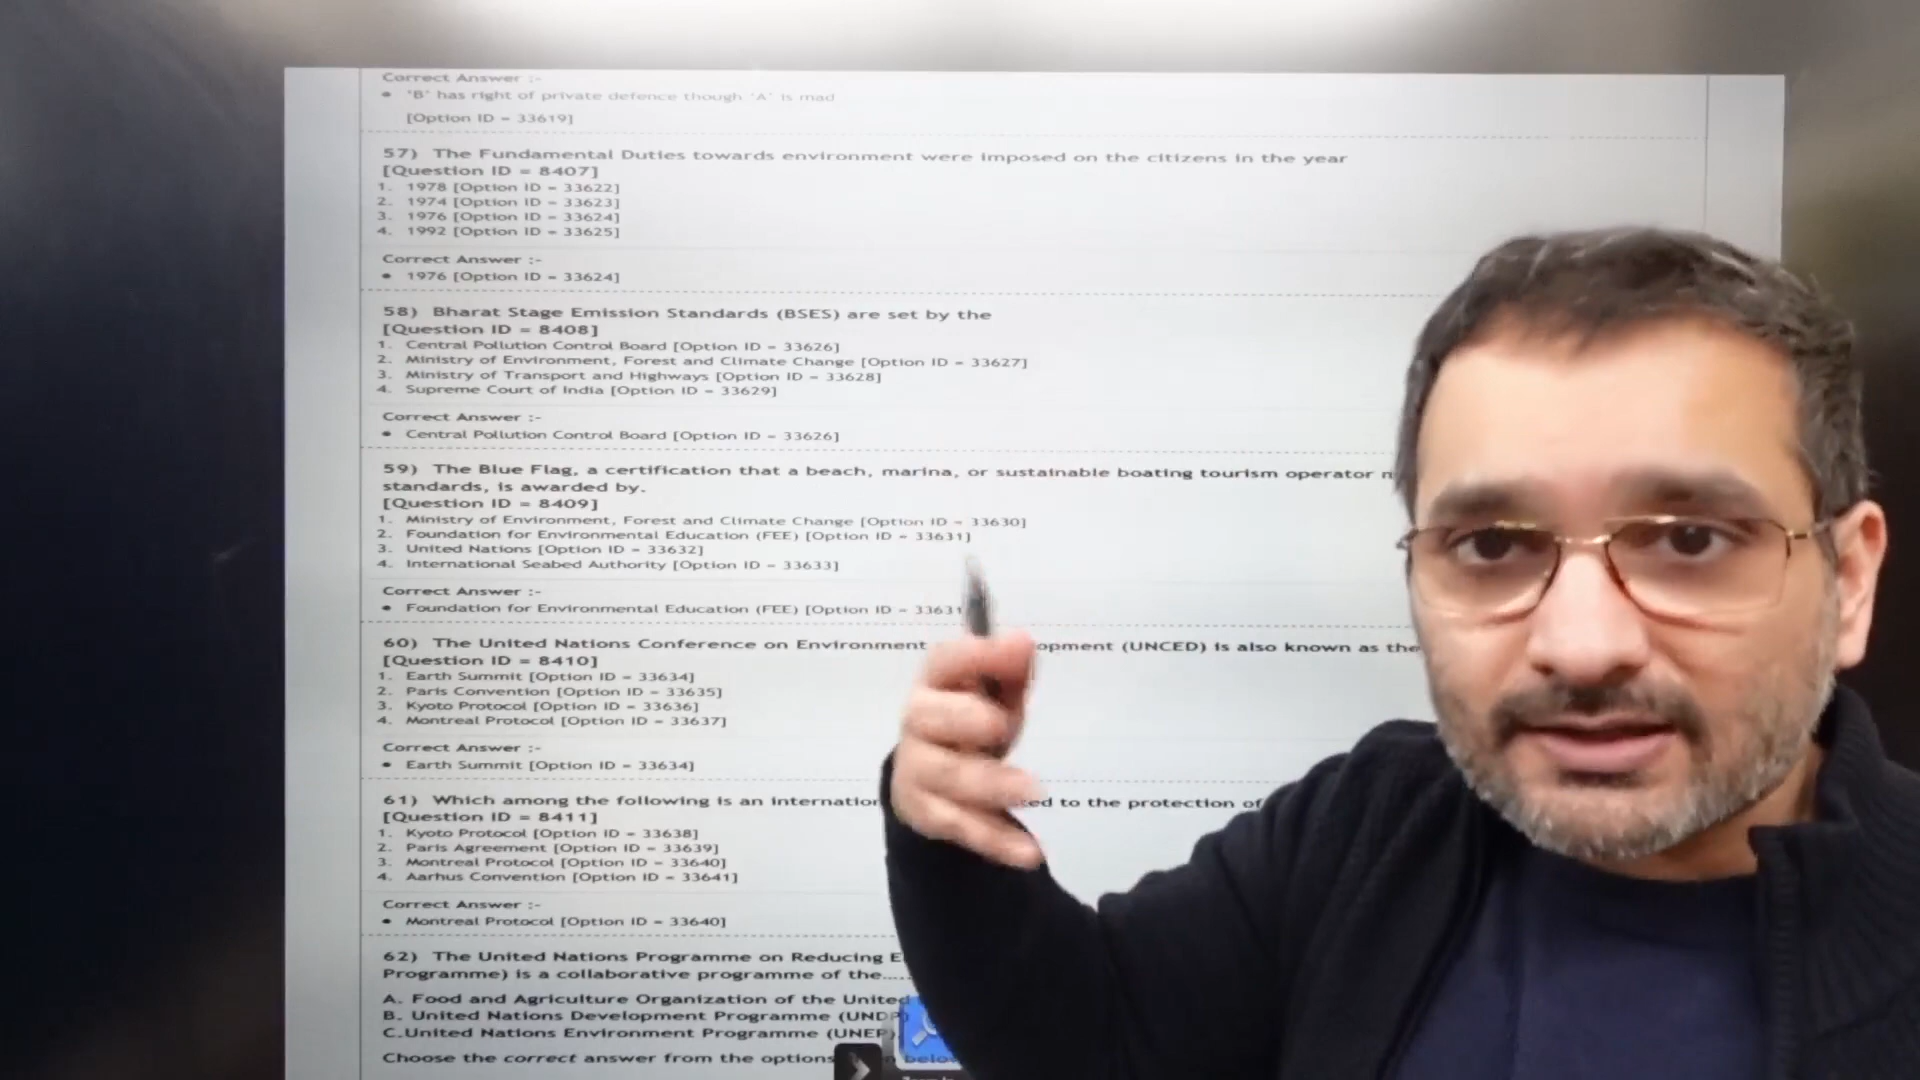 Correct Answer :-
• 'B' has right of private defence though 'A' is mad
[Option ID = 33619]
57) The Fundamental Duties towards environment were imposed on the citizens in the year
[Question ID = 8407]
1. 1978 [Option ID = 33622]
2. 1974 [Option ID = 33623]
3. 1976 [Option ID = 33624]
4. 1992 [Option ID = 33625]
Correct Answer :-
• 1976 [Option ID = 33624]
58) Bharat Stage Emission Standards (BSES) are set by the
[Question ID = 8408]
1. Central Pollution Control Board [Option ID = 33626]
2. Ministry of Environment, Forest and Climate Change [Option ID = 33627]
3. Ministry of Transport and Highways [Option ID = 33628]
4. Supreme Court of India [Option ID = 33629]
Correct Answer :-
• Central Pollution Control Board [Option ID = 33626]
59) The Blue Flag, a certification that a beach, marina, or sustainable boating tourism operator
standards, is awarded by.
[Question ID = 8409]
1. Ministry of Environment, Forest and Climate Change [Option ID = 33630]
2. Foundation for Environmental Education (FEE) [Option ID = 33631]
3. United Nations [Option ID = 33632]
4. International Seabed Authority [Option ID = 33633]
Correct Answer :-
• Foundation for Environmental Education (FEE) [Option ID = 33631
60) The United Nations Conference on Environment opment (UNCED) is also known as the
[Question ID = 8410]
1. Earth Summit [Option ID = 33634]
2. Paris Convention [Option ID = 33635]
3. Kyoto Protocol [Option ID = 33636]
4. Montreal Protocol [Option ID = 33637]
Correct Answer :-
• Earth Summit [Option ID = 33634]
61) Which among the following is an internation ed to the protection of
[Question ID = 8411]
1. Kyoto Protocol [Option ID = 33638]
2. Paris Agreement [Option ID = 33639]
3. Montreal Protocol [Option ID = 33640]
4. Aarhus Convention [Option ID = 33641]
Correct Answer :-
• Montreal Protocol [Option ID = 33640]
62) The United Nations Programme on Reducing E
Programme) is a collaborative programme of the.....
A. Food and Agriculture Organization of the United
B. United Nations Development Programme (UNDP)
C.United Nations Environment Programme (UNEP)
Choose the correct answer from the options below